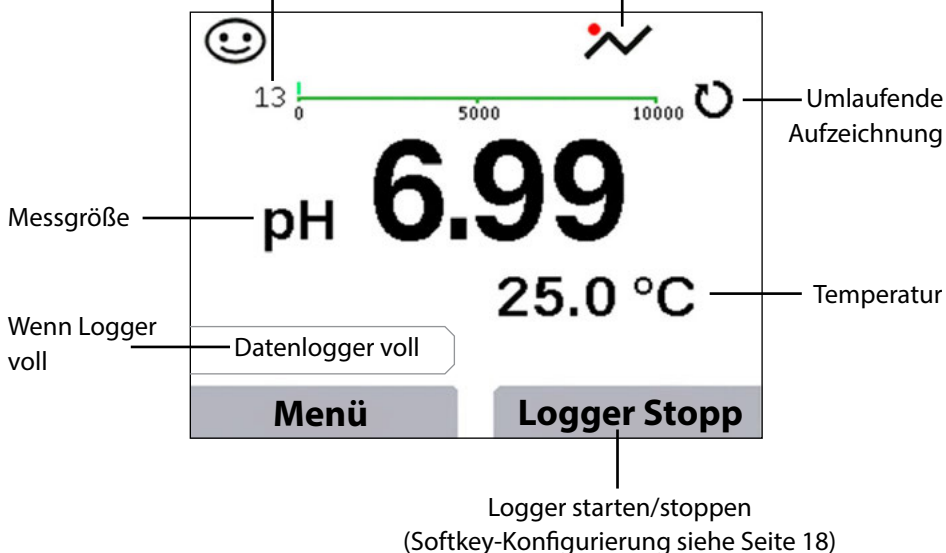 13
0 5000 10000
Umlaufende
Aufzeichnung
Messgröße
pH 6.99
25.0 °C
Temperatur
Wenn Logger
voll
Datenlogger voll
Menü
Logger Stopp
Logger starten/stoppen
(Softkey-Konfigurierung siehe Seite 18)